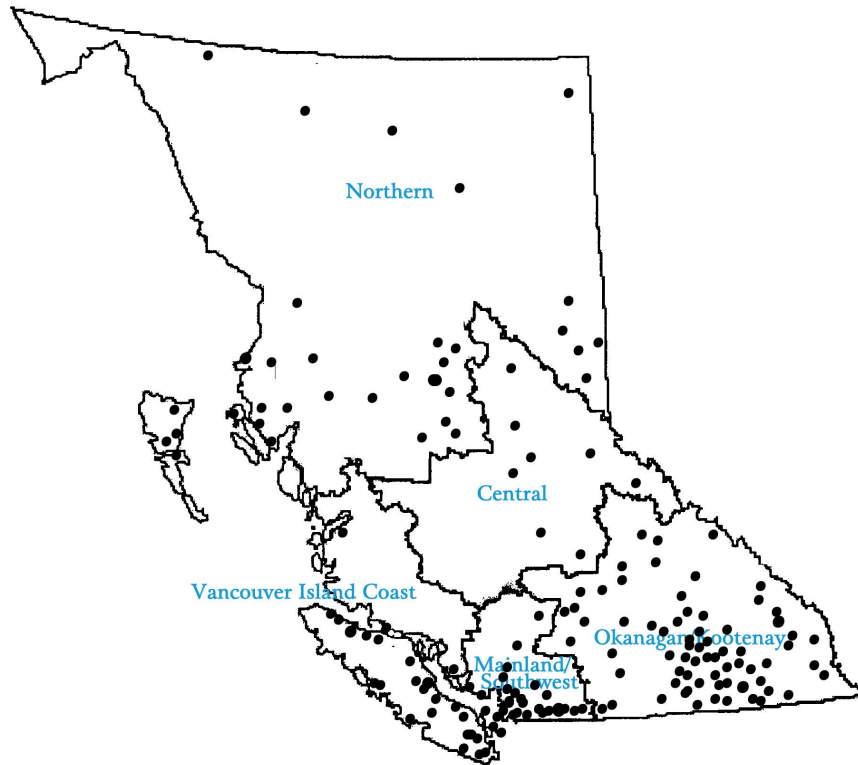 Northern
Central
Vancouver Island Coast
Okanagan Kootenay
Mainland/
Southwest